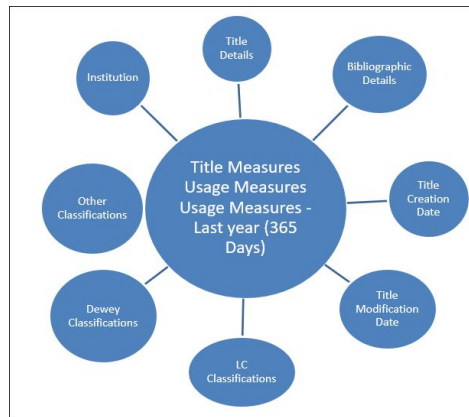 Title
Details
Bibliographic
Details
Title
Creation
Date
Title
Modification
Date
LC
Classifications
Dewey
Classifications
Other
Classifications
Institution
Title Measures
Usage Measures
Usage Measures -
Last year (365
Days)